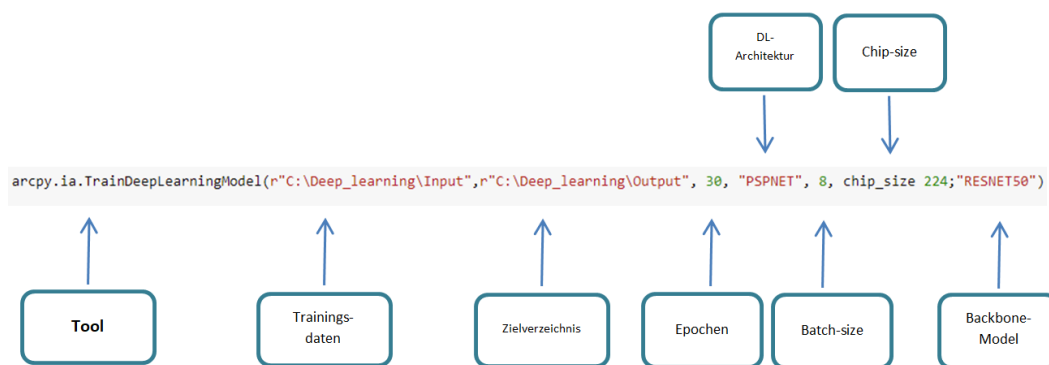 DL-
Architektur
Chip-size
arcpy.ia.TrainDeepLearningModel(r"C:\Deep_learning\Input",r"C:\Deep_learning\Output", 30, "PSPNET", 8, chip_size 224;"RESNET50")
Tool
Trainings-
daten
Zielverzeichnis
Epochen
Batch-size
Backbone-
Model